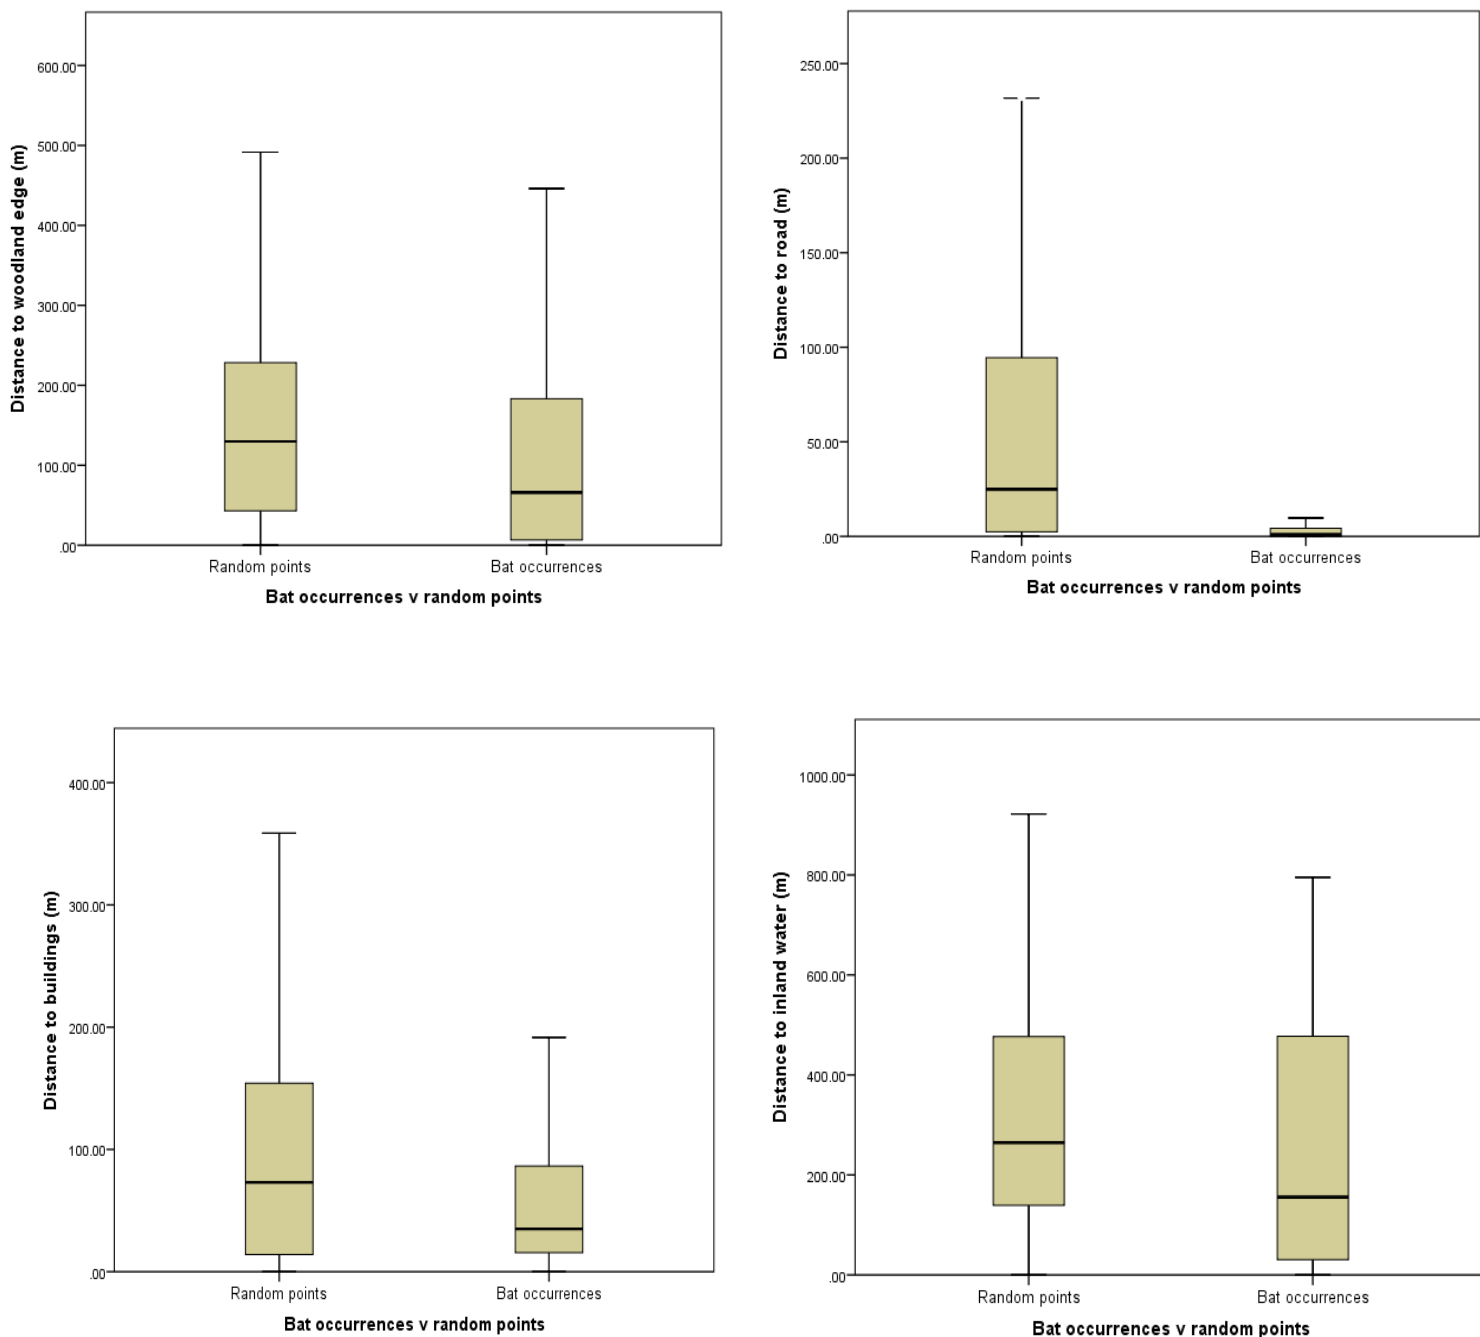 Distance to woodland edge (m)
600.00
500.00
400.00
300.00
200.00
100.00
.00
Random points
Bat occurrences
Bat occurrences v random points
Distance to road (m)
250.00
200.00
150.00
100.00
50.00
.00
Random points
Bat occurrences
Bat occurrences v random points
Distance to buildings (m)
400.00
300.00
200.00
100.00
.00
Random points
Bat occurrences
Bat occurrences v random points
Distance to inland water (m)
1000.00
800.00
600.00
400.00
200.00
.00
Random points
Bat occurrences
Bat occurrences v random points